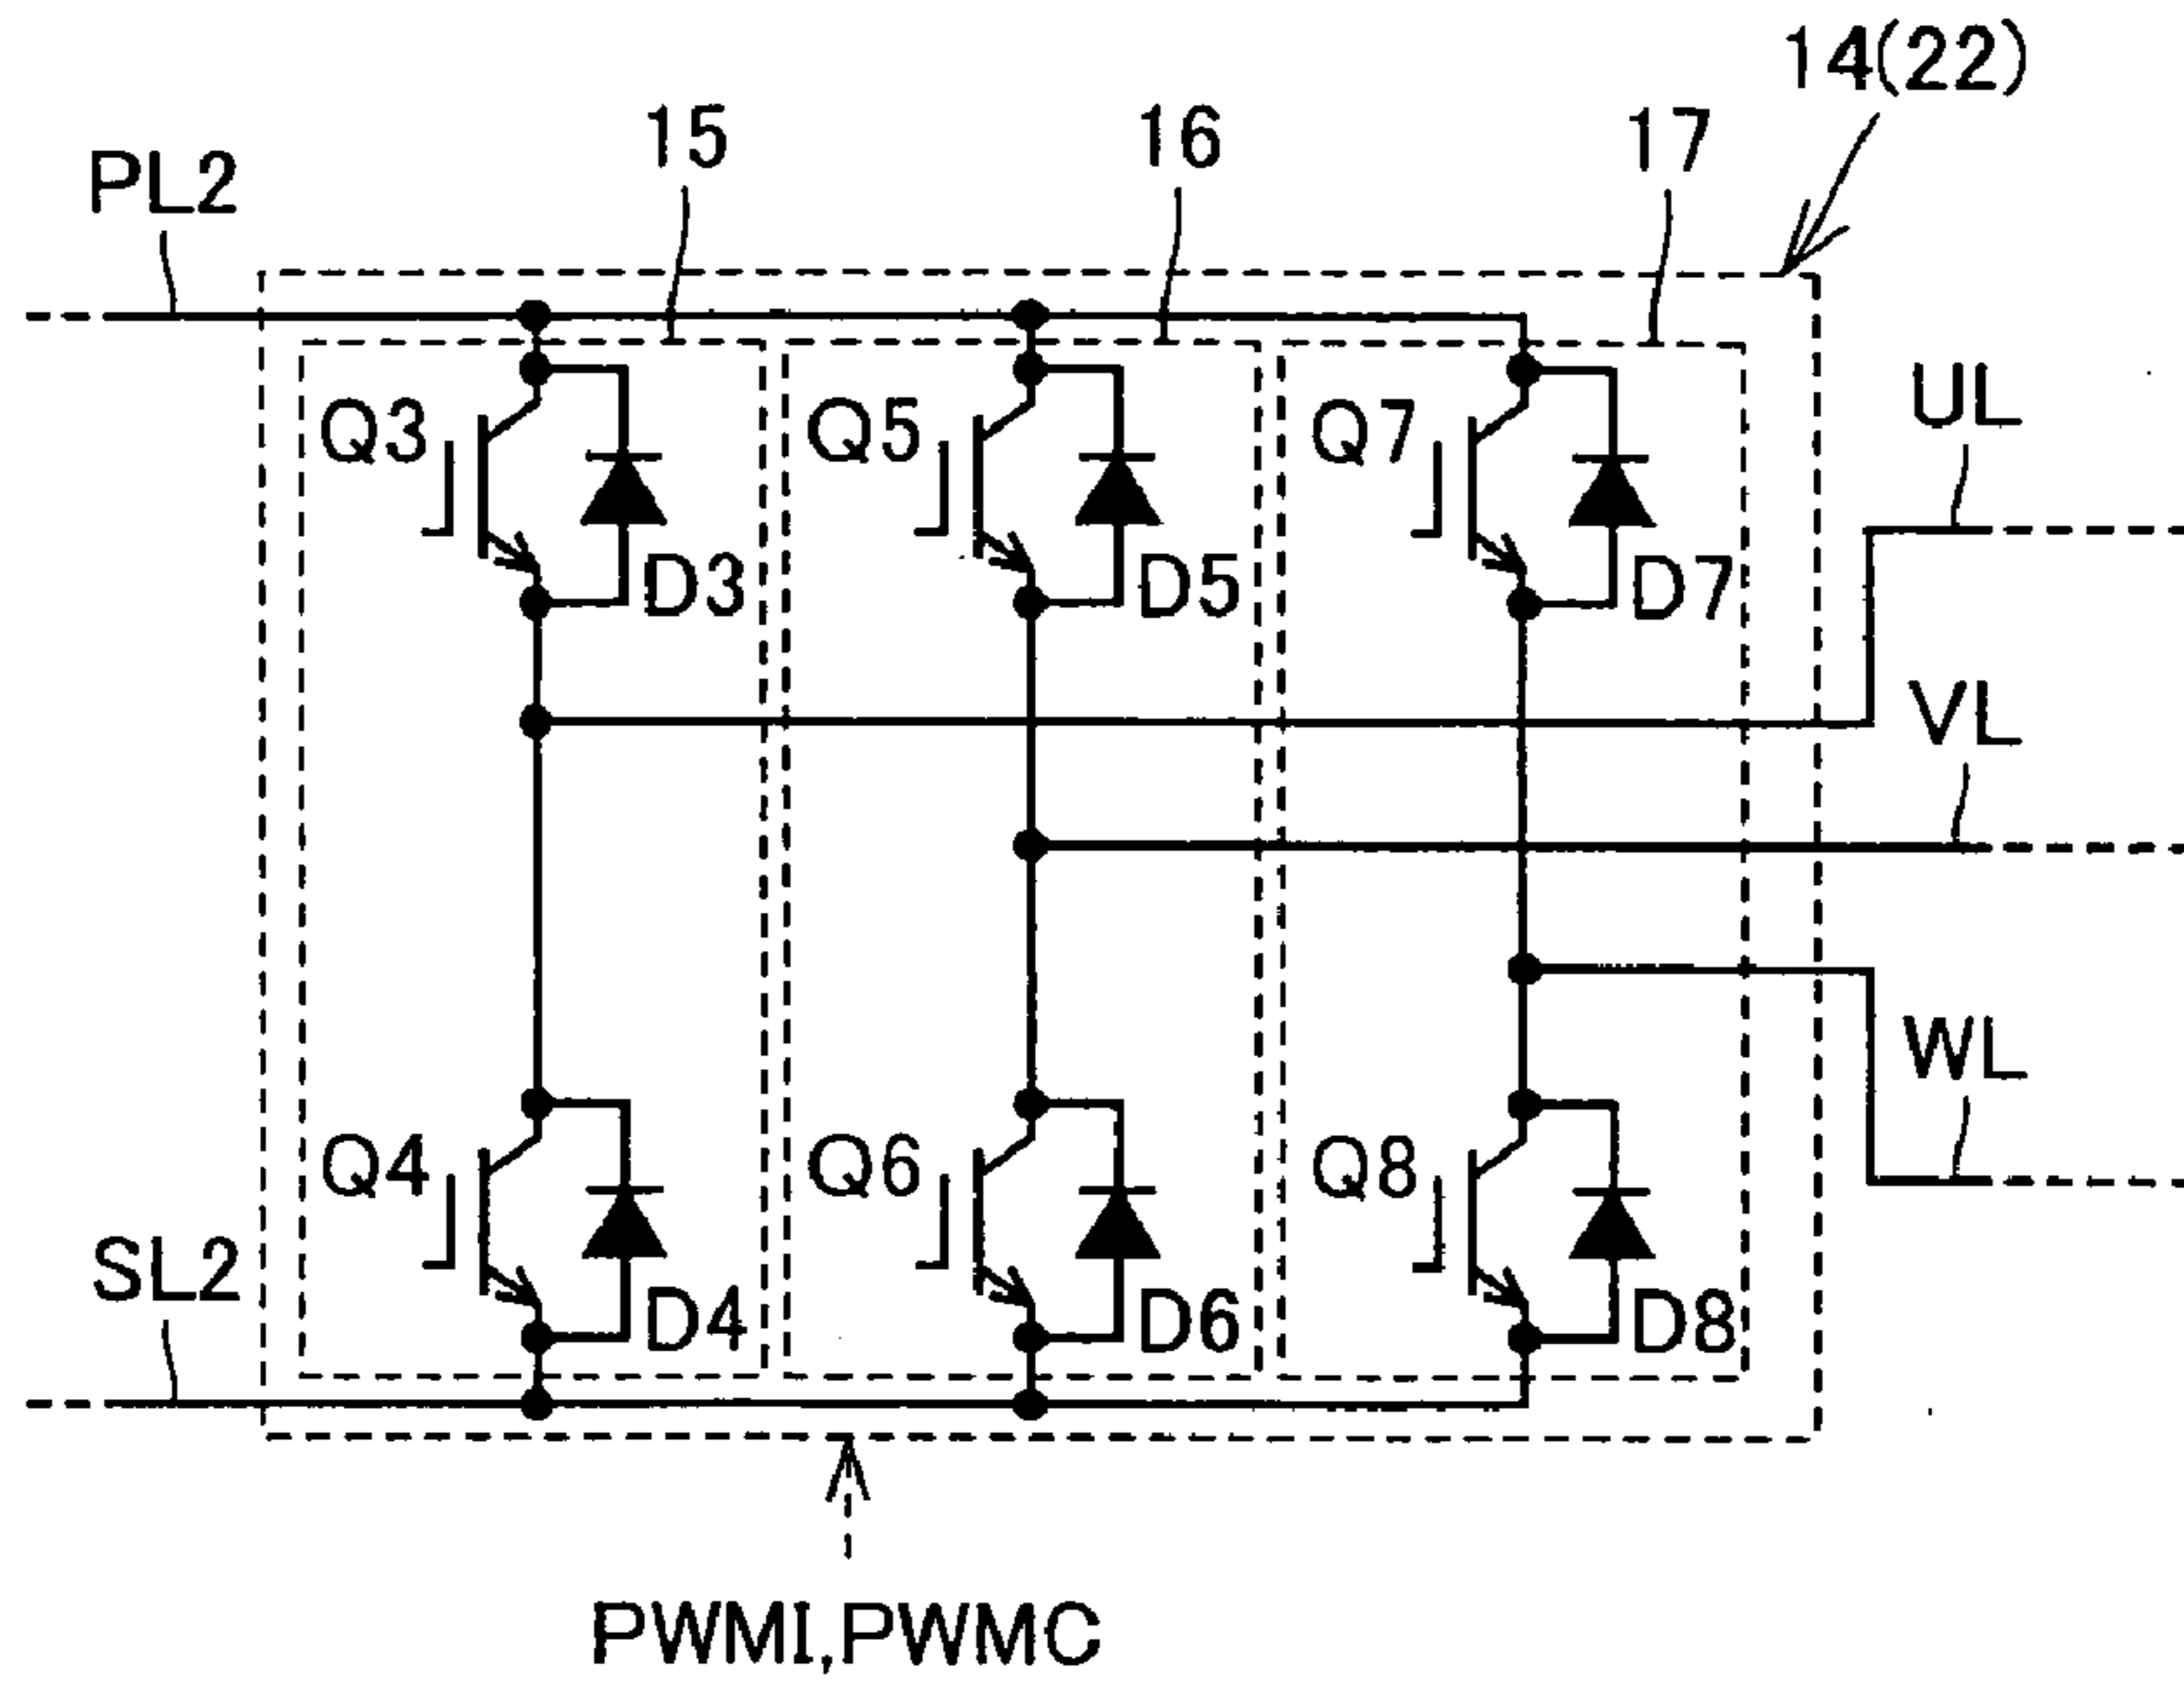 14(22)
15
16
17
PL2
UL
Q3
Q5
Q7
D3
D5
D7
VL
WL
Q4
Q6
Q8
SL2
D4
D6
D8
PWMI,PWMC